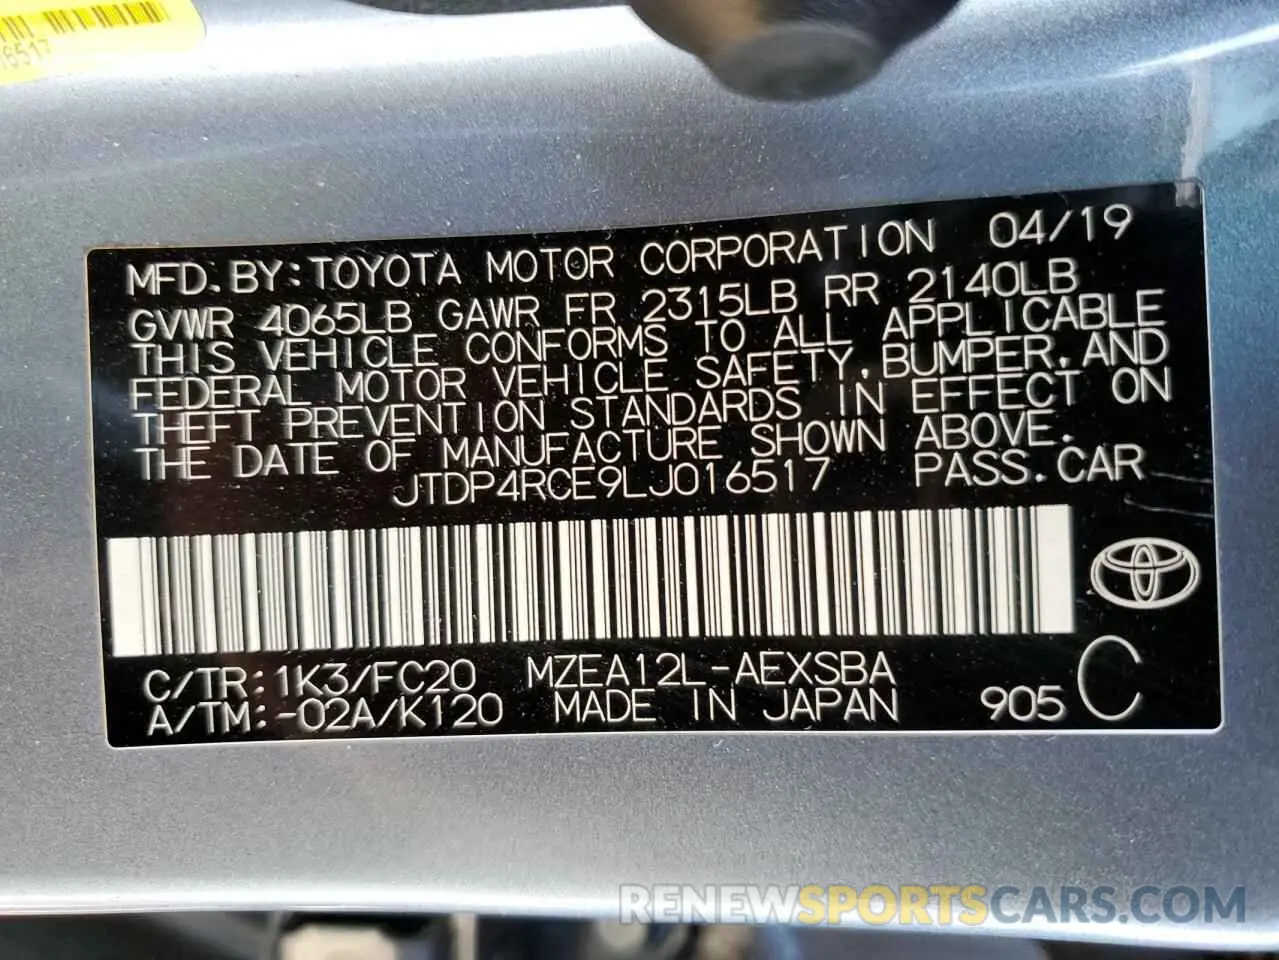 16517
MFD.BY:TOYOTA MOTOR CORPORATION 04/19
GVWR 4065LB GAWR FR 2315LB RR 2140LB
THIS VEHICLE CONFORMS TO ALL APPLICABLE
FEDERAL MOTOR VEHICLE SAFETY,BUMPER,AND
THEFT PREVENTION STANDARDS IN EFFECT ON
THE DATE OF MANUFACTURE SHOWN ABOVE.
JTDP4RCE9LJ016517 PASS.CAR
C/TR:1K3/FC20 MZEA12L-AEXSBA
A/TM:-02A/K120 MADE IN JAPAN 905 C
RENEWSPORTSCARS.COM